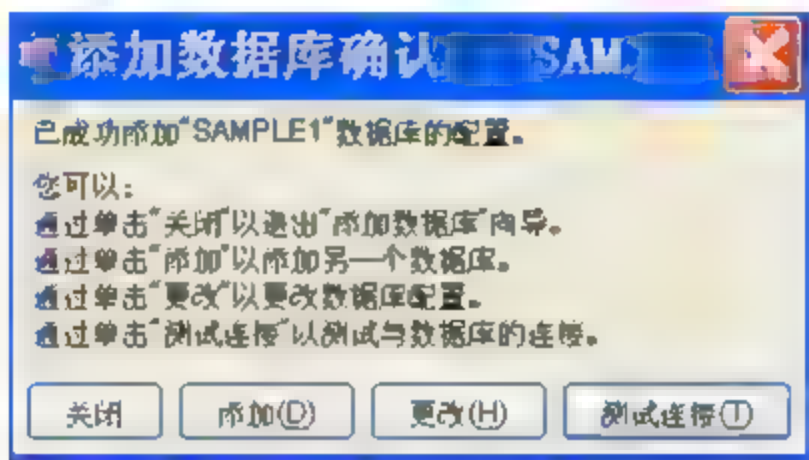 添加数据库确认 SAM
已成功添加“SAMPLE1”数据库的配置。
您可以:
通过单击“关闭”以退出“添加数据库”向导。
通过单击“添加”以添加另一个数据库。
通过单击“更改”以更改数据库配置。
通过单击“测试连接”以测试与数据库的连接。
关闭 添加(D) 更改(H) 测试连接(T)